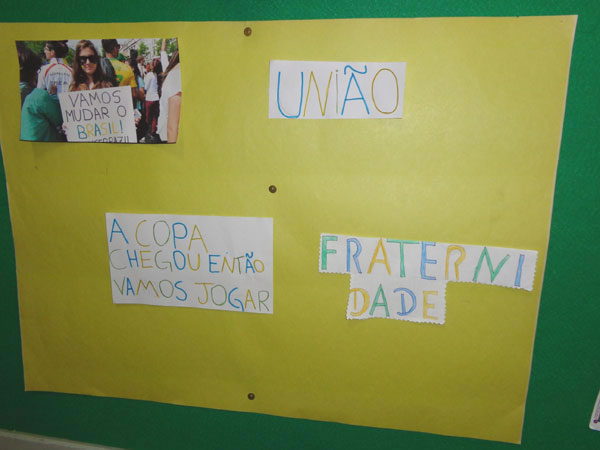 VAMOS
MUDAR O
BRASIL!
UNIÃO
A COPA
CHEGOU ENTÃO
VAMOS JOGAR
FRATERNI
DADE